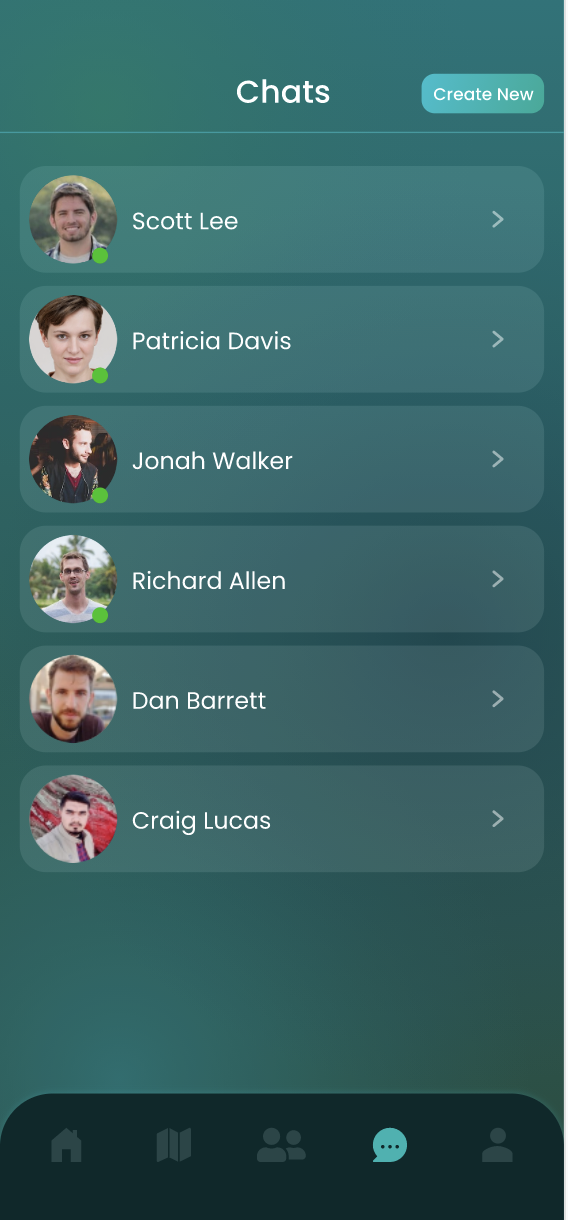 Chats
Create New
Scott Lee
Patricia Davis
Jonah Walker
Richard Allen
Dan Barrett
Craig Lucas